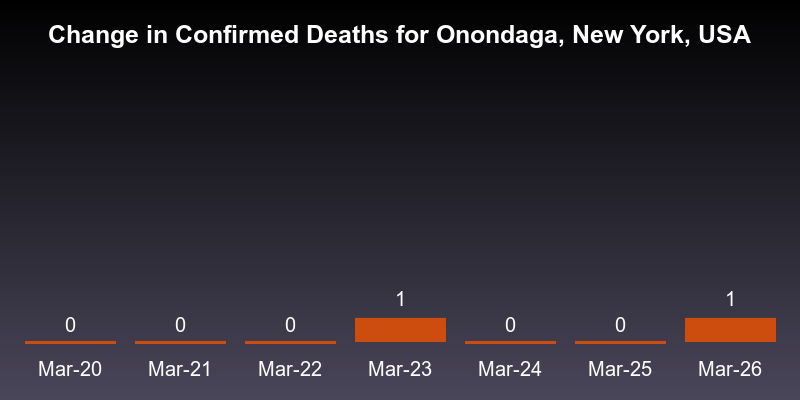 Change in Confirmed Deaths for Onondaga, New York, USA
0 0 0 1 0 0 1
Mar-20 Mar-21 Mar-22 Mar-23 Mar-24 Mar-25 Mar-26